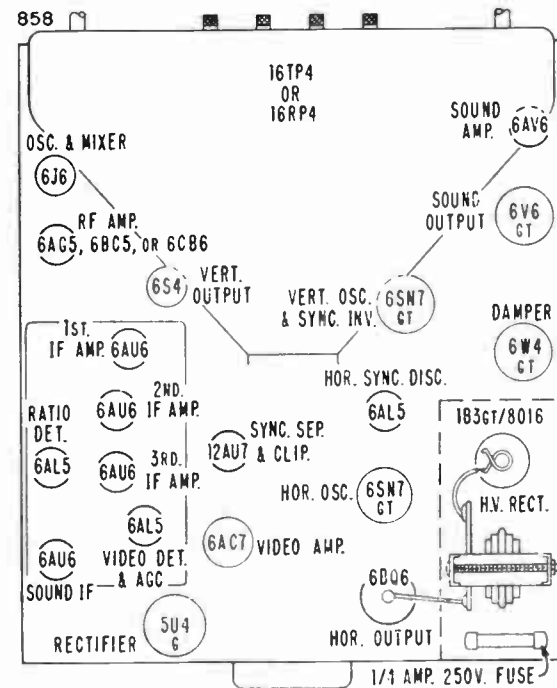 858
16TP4
OR
16RP4
SOUND
AMP.
6AV6
OSC. & MIXER
6J6
SOUND
OUTPUT
6V6
GT
RF AMP.
6AG5, 6BC5, OR 6CB6
6S4
VERT.
OUTPUT
VERT. OSC.
& SYNC. INV.
6SN7
GT
DAMPER
6W4
GT
1ST.
IF AMP.
6AU6
HOR. SYNC. DISC.
6AL5
1B3GT/8016
H.V. RECT.
2ND.
IF AMP.
6AU6
RATIO
DET.
6AL5
6AU6
3RD.
IF AMP.
12AU7
SYNC. SEP.
& CLIP.
HOR. OSC.
6SN7
GT
6AL5
VIDEO DET.
& AGC
6AC7
VIDEO AMP.
6AU6
SOUND IF
6BQ6
HOR. OUTPUT
RECTIFIER
5U4
G
1/4 AMP. 250V. FUSE